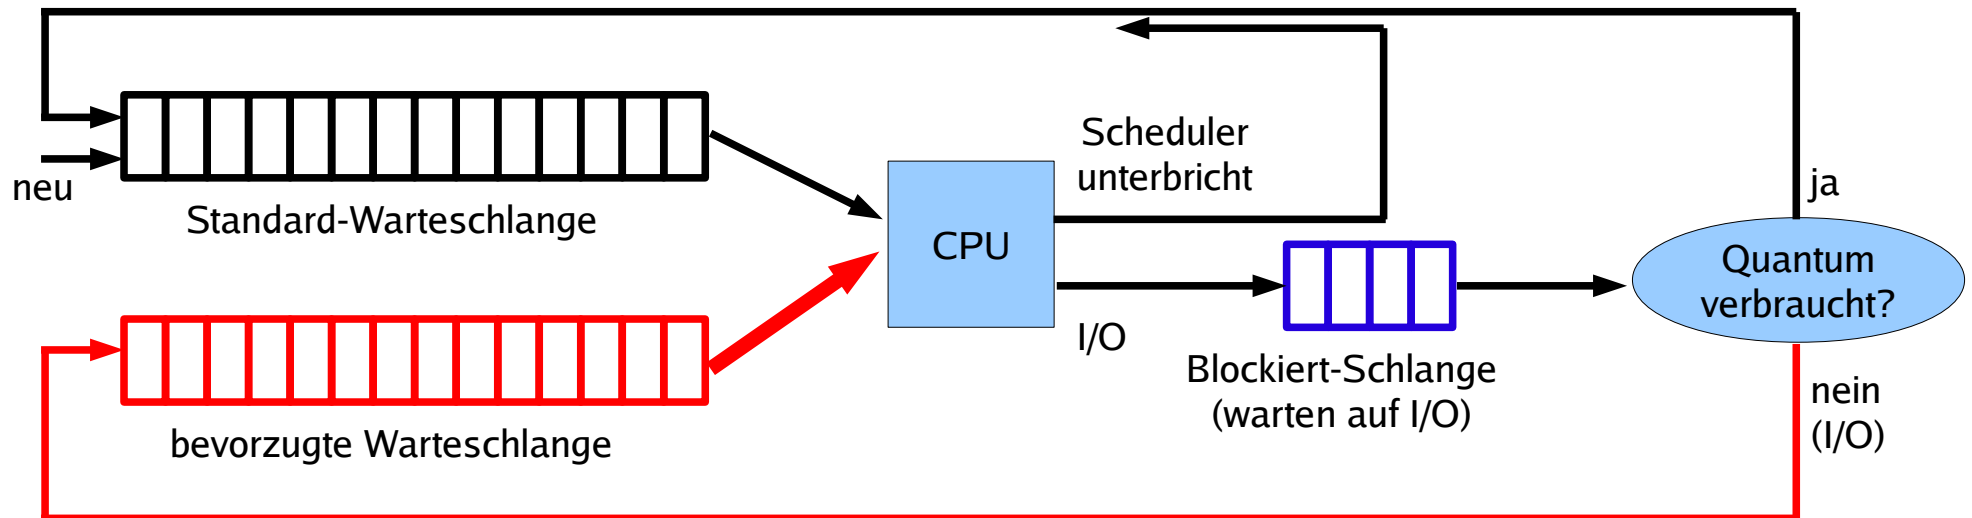 neu
Standard-Warteschlange
bevorzugte Warteschlange
CPU
Scheduler
unterbricht
I/O
Blockiert-Schlange
(warten auf I/O)
ja
Quantum
verbraucht?
nein
(I/O)